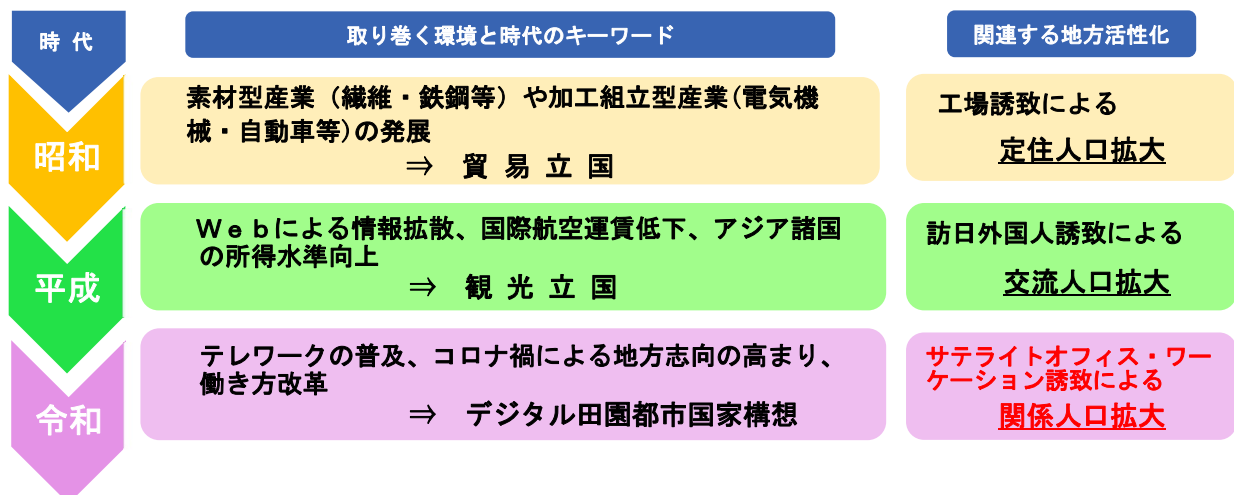 時 代
取り巻く環境と時代のキーワード
関連する地方活性化
昭和
素材型産業（繊維・鉄鋼等）や加工組立型産業(電気機
械・自動車等)の発展
⇒ 貿 易 立 国
工場誘致による
定住人口拡大
平成
Ｗｅｂによる情報拡散、国際航空運賃低下、アジア諸国
の所得水準向上
⇒ 観 光 立 国
訪日外国人誘致による
交流人口拡大
令和
テレワークの普及、コロナ禍による地方志向の高まり、
働き方改革
⇒ デジタル田園都市国家構想
サテライトオフィス・ワー
ケーション誘致による
関係人口拡大